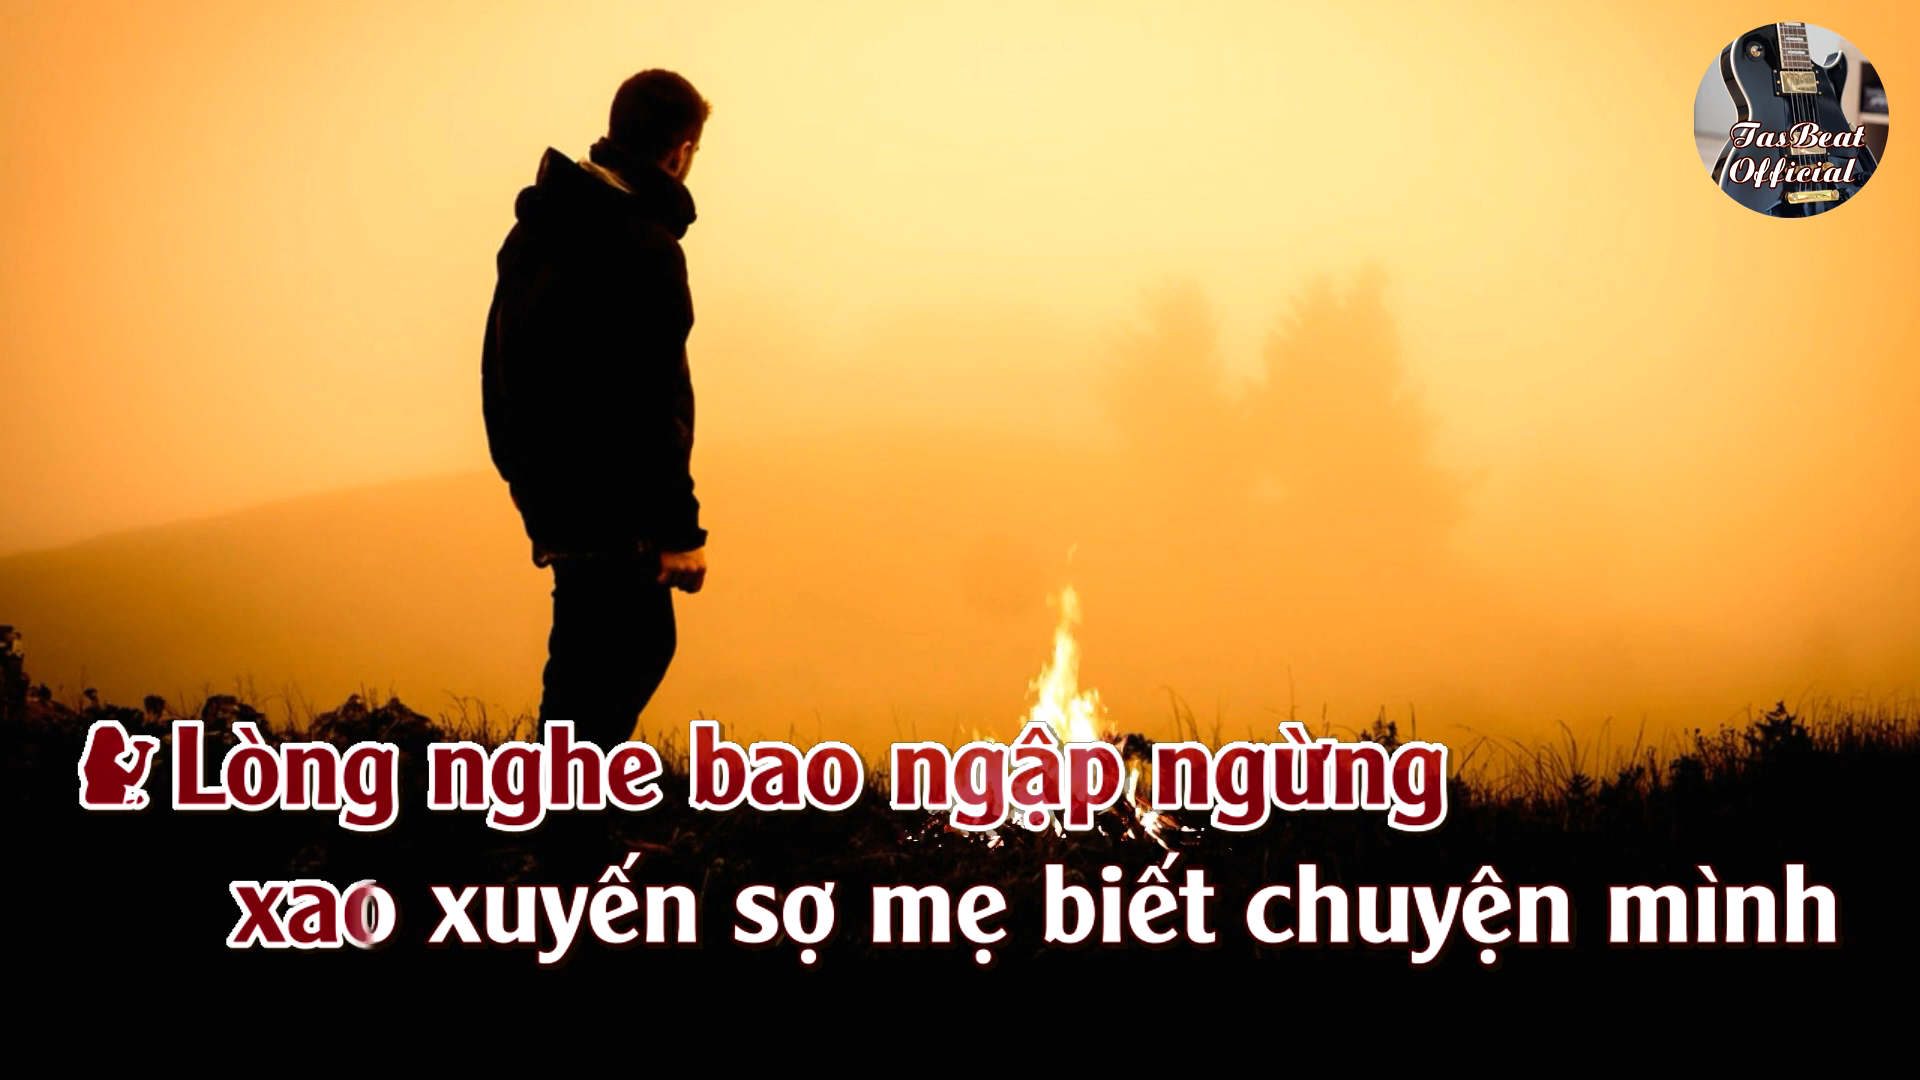 TasBeat
Official
Lòng nghe bao ngập ngừng
xao xuyến sợ mẹ biết chuyện mình